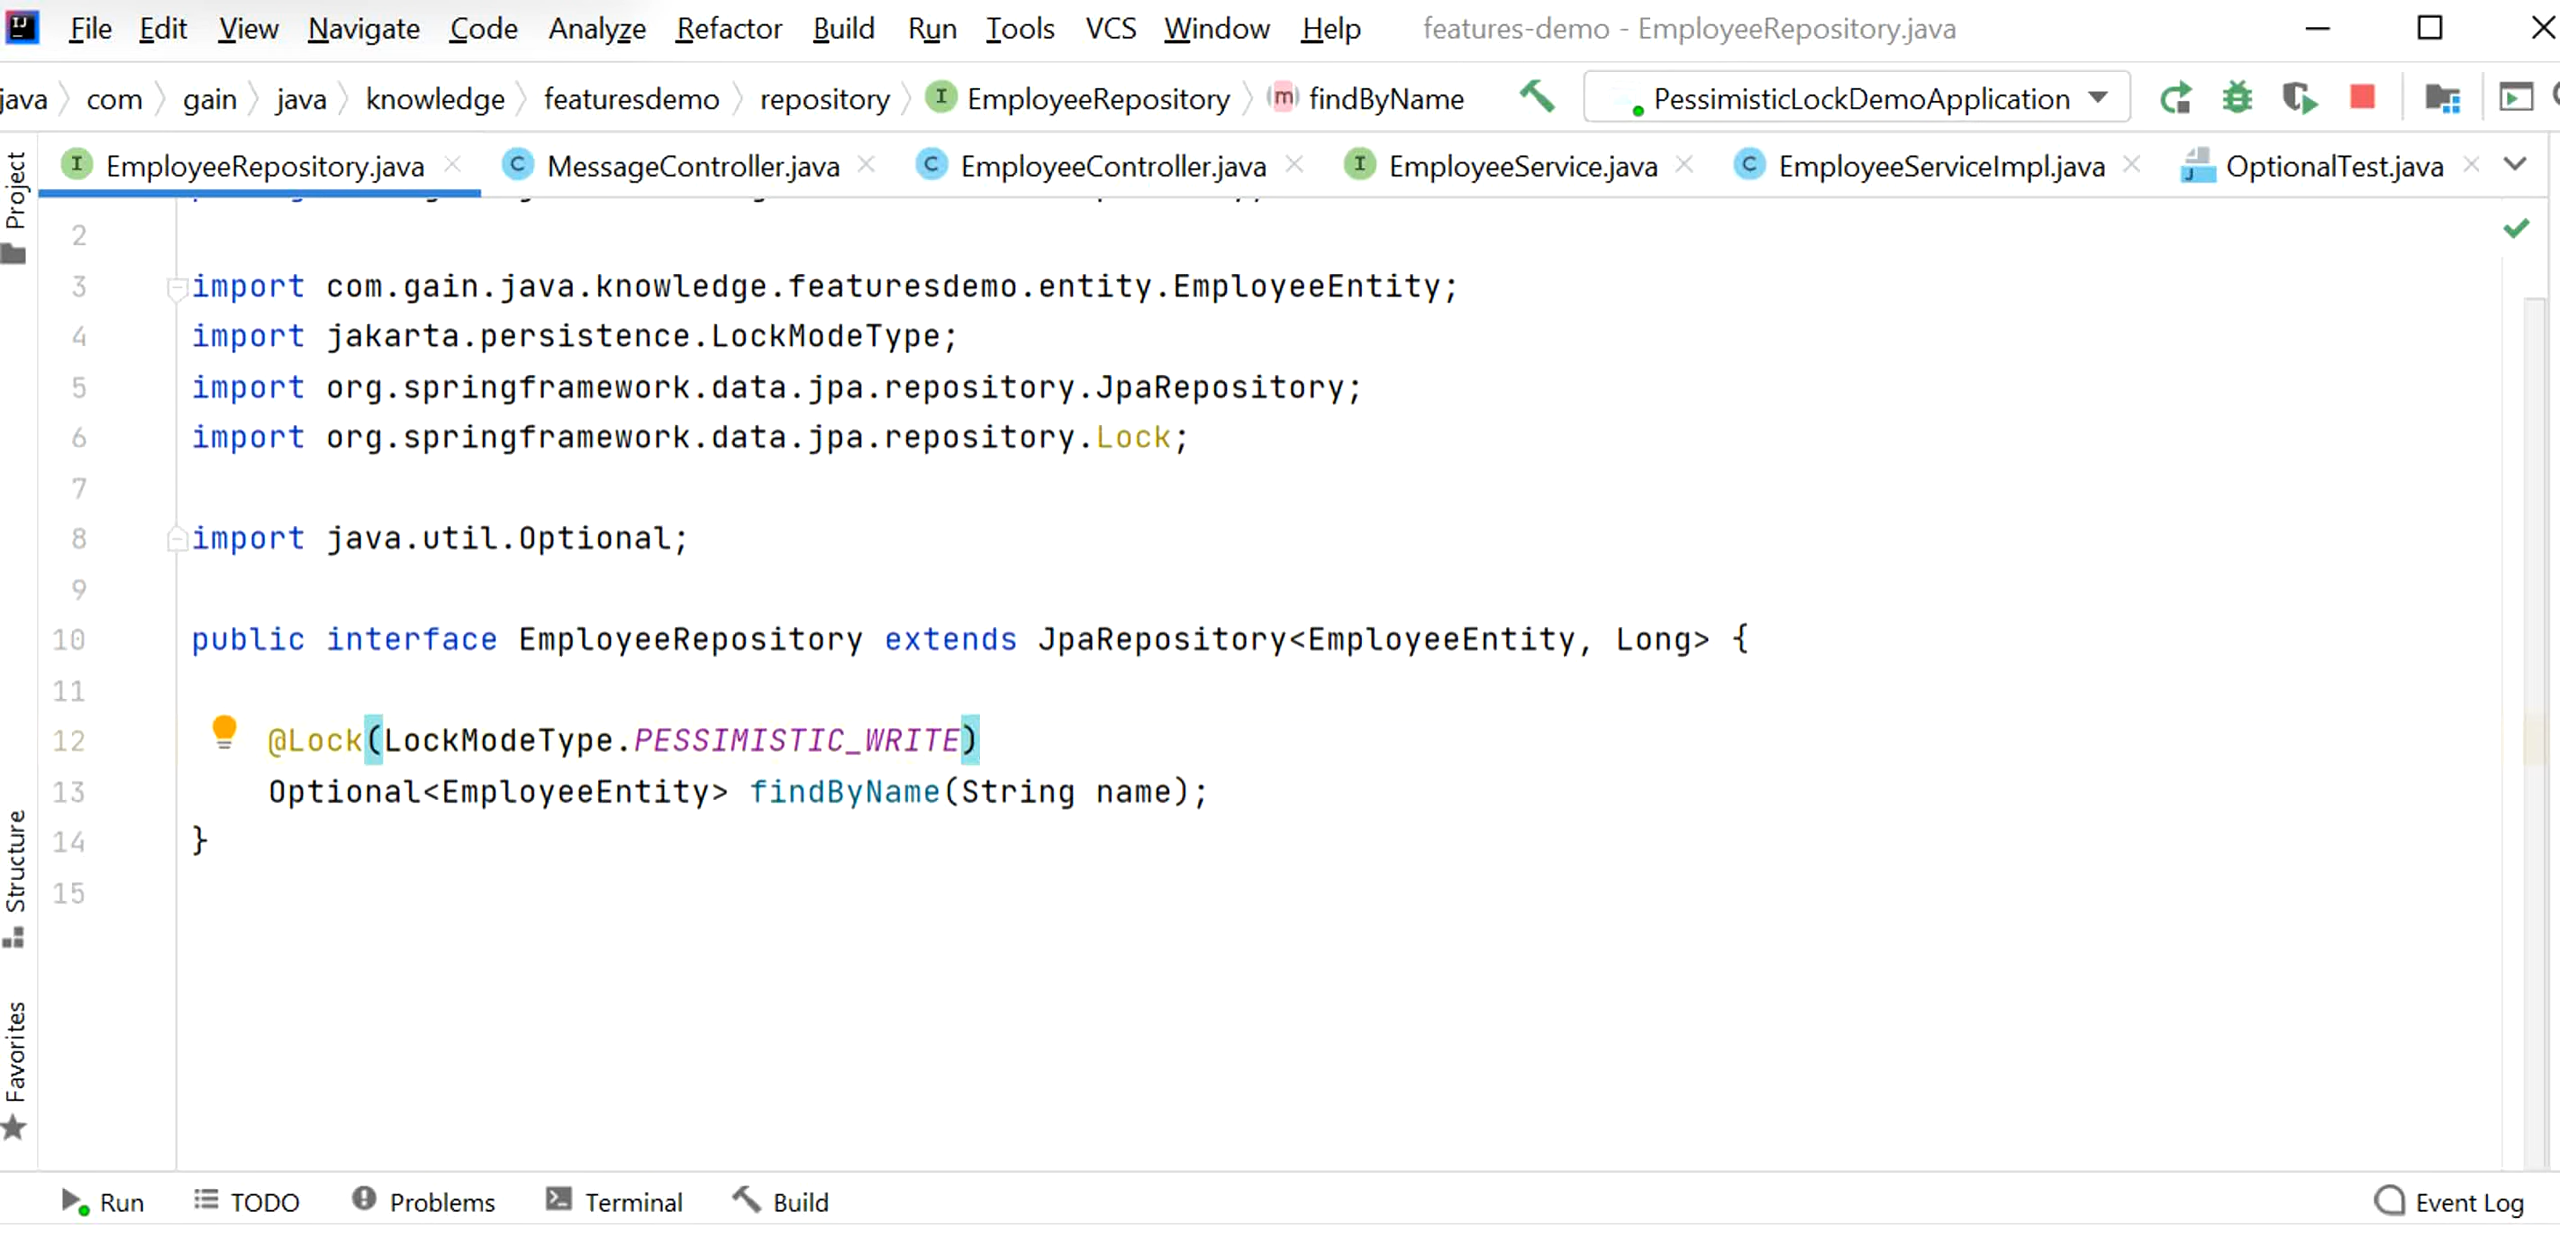 File Edit View Navigate Code Analyze Refactor Build Run Tools VCS Window Help features-demo - EmployeeRepository.java
java com gain java knowledge featuresdemo repository I EmployeeRepository m findByName PessimisticLockDemoApplication
I EmployeeRepository.java C MessageController.java C EmployeeController.java I EmployeeService.java C EmployeeServiceImpl.java OptionalTest.java
Project
Structure
Favorites
2
3 import com.gain.java.knowledge.featuresdemo.entity.EmployeeEntity;
4 import jakarta.persistence.LockModeType;
5 import org.springframework.data.jpa.repository.JpaRepository;
6 import org.springframework.data.jpa.repository.Lock;
7
8 import java.util.Optional;
9
10 public interface EmployeeRepository extends JpaRepository<EmployeeEntity, Long> {
11
12 @Lock(LockModeType.PESSIMISTIC_WRITE)
13 Optional<EmployeeEntity> findByName(String name);
14 }
15
Run TODO Problems Terminal Build Event Log